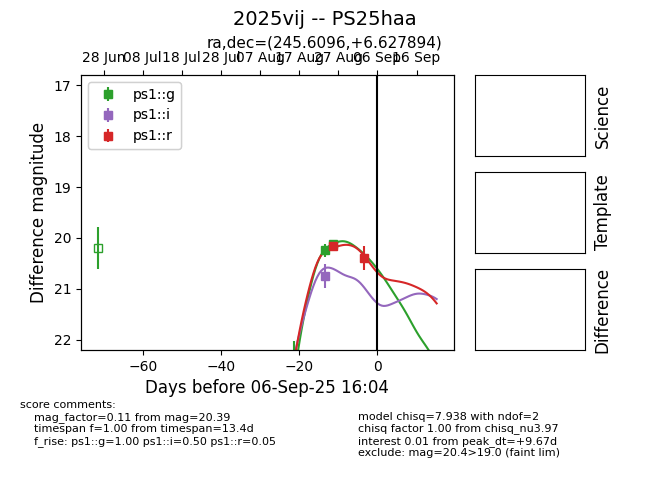 2025vij -- PS25haa
ra,dec=(245.6096,+6.627894)
28 Jun 08 Jul 18 Jul 28 Jul 07 Aug 17 Aug 27 Aug 06 Sep 16 Sep
17
18
19
20
21
22
Difference magnitude
ps1::g
ps1::i
ps1::r
−60 −40 −20 0
Days before 06-Sep-25 16:04
Science
Template
Difference
score comments:
mag_factor=0.11 from mag=20.39
timespan f=1.00 from timespan=13.4d
f_rise: ps1::g=1.00 ps1::i=0.50 ps1::r=0.05
model chisq=7.938 with ndof=2
chisq factor 1.00 from chisq_nu3.97
interest 0.01 from peak_dt=+9.67d
exclude: mag=20.4>19.0 (faint lim)